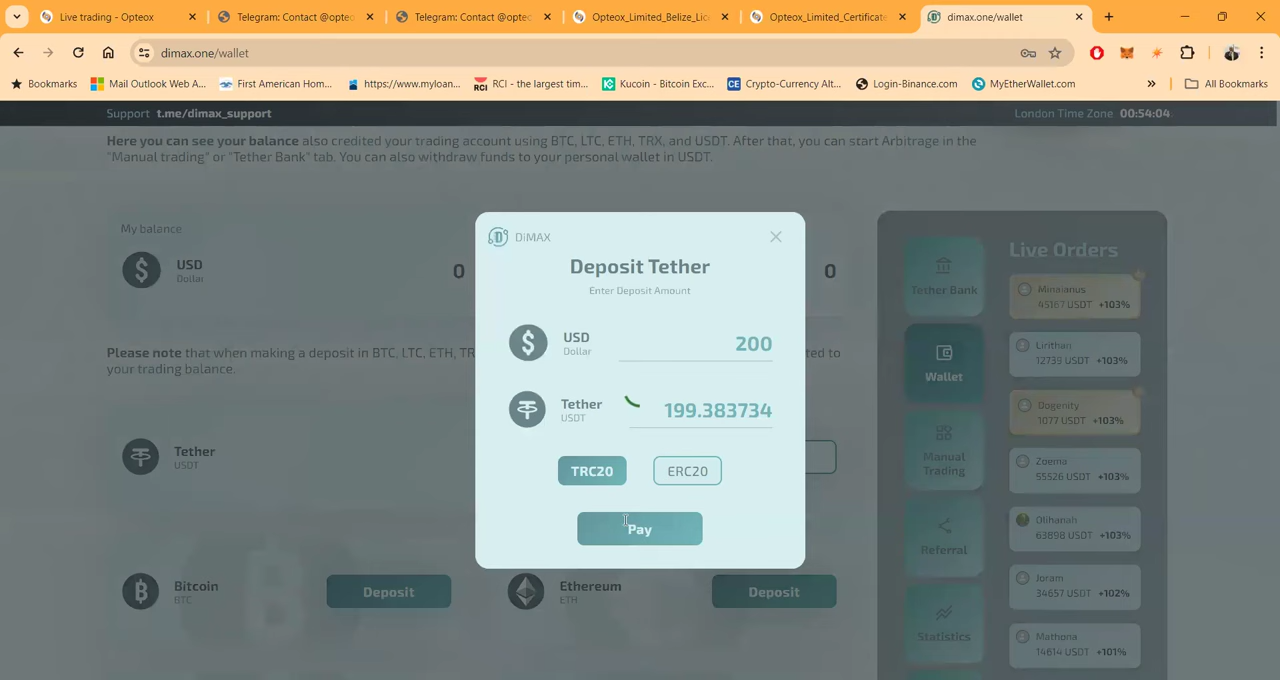 Live trading - Opteox
Telegram: Contact @opteo
Telegram: Contact @optec
Opteox_Limited_Belize_Lic
Opteox_Limited_Certificate
dimax.one/wallet
dimax.one/wallet
Bookmarks
Mail Outlook Web A...
First American Hom...
https://www.myloan...
RCI - the largest tim...
Kucoin - Bitcoin Exc...
Crypto-Currency Alt...
Login-Binance.com
MyEtherWallet.com
All Bookmarks
Support t.me/dimax_support
London Time Zone 00:54:04
Here you can see your balance also credited your trading account using BTC, LTC, ETH, TRX, and USDT. After that, you can start Arbitrage in the
"Manual trading" or "Tether Bank" tab. You can also withdraw funds to your personal wallet in USDT.
My balance
USD
Dollar
0
0
Please note that when making a deposit in BTC, LTC, ETH, TR
ted to
your trading balance.
Tether
USDT
Bitcoin
BTC
Deposit
Ethereum
ETH
Deposit
DiMAX
Deposit Tether
Enter Deposit Amount
USD
Dollar
200
Tether
USDT
199.383734
TRC20
ERC20
Pay
Tether Bank
Wallet
Manual
Trading
Referral
Statistics
Live Orders
Minaianus
45167 USDT +103%
Lirithan
12739 USDT +103%
Dogenity
1077 USDT +103%
Zoema
55526 USDT +103%
Olihanah
63898 USDT +103%
Joram
34657 USDT +102%
Mathona
14614 USDT +101%